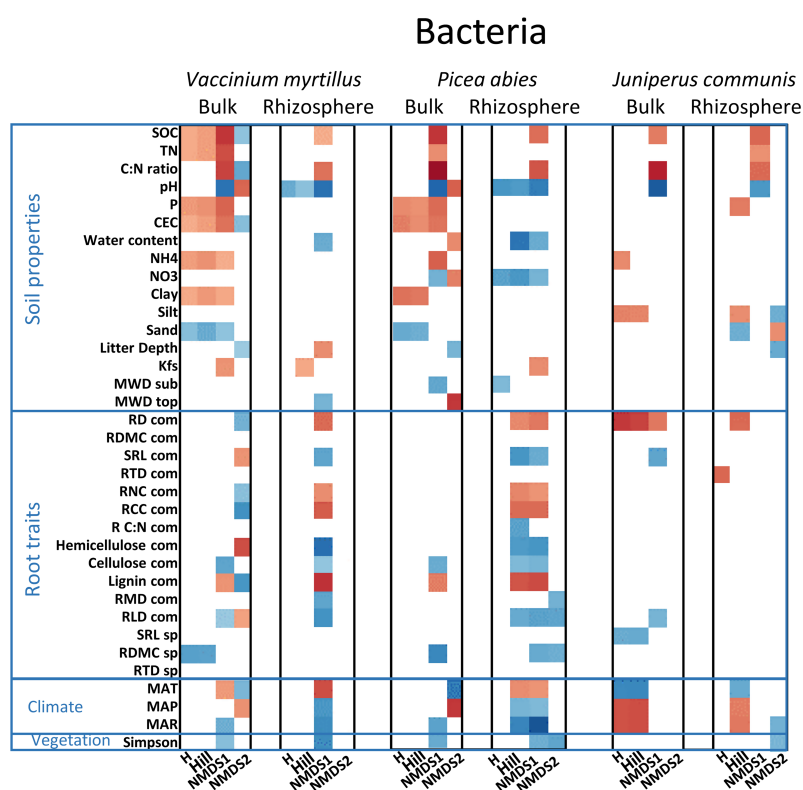 Bacteria
Vaccinium myrtillus Picea abies Juniperus communis
Bulk Rhizosphere Bulk Rhizosphere Bulk Rhizosphere
Soil properties
SOC
TN
C:N ratio
pH
P
CEC
Water content
NH4
NO3
Clay
Silt
Sand
Litter Depth
Kfs
MWD sub
MWD top
Root traits
RD com
RDMC com
SRL com
RTD com
RNC com
RCC com
R C:N com
Hemicellulose com
Cellulose com
Lignin com
RMD com
RLD com
SRL sp
RDMC sp
RTD sp
Climate
MAT
MAP
MAR
Vegetation Simpson
H Hill NMDS1 NMDS2 H Hill NMDS1 NMDS2 H Hill NMDS1 NMDS2 H Hill NMDS1 NMDS2 H Hill NMDS1 NMDS2 H Hill NMDS1 NMDS2